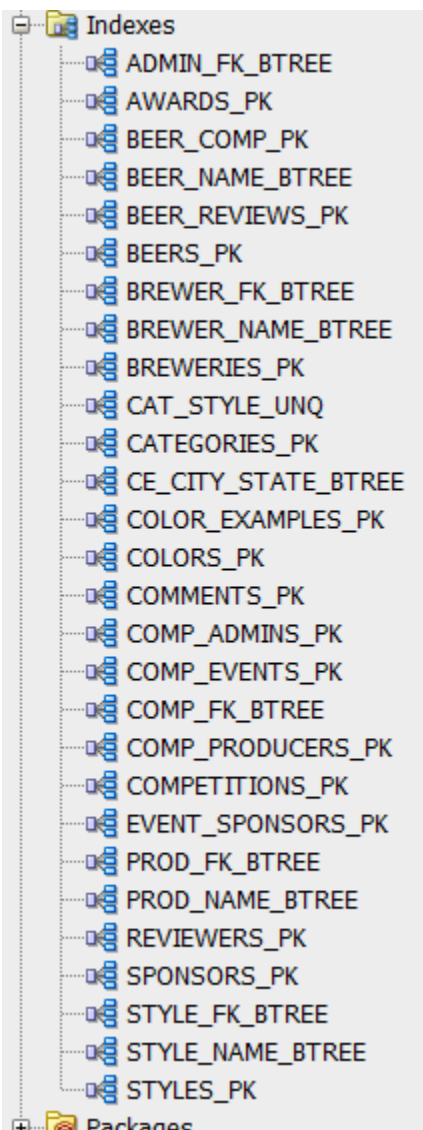 Indexes
ADMIN_FK_BTREE
AWARDS_PK
BEER_COMP_PK
BEER_NAME_BTREE
BEER_REVIEWS_PK
BEERS_PK
BREWER_FK_BTREE
BREWER_NAME_BTREE
BREWERIES_PK
CAT_STYLE_UNQ
CATEGORIES_PK
CE_CITY_STATE_BTREE
COLOR_EXAMPLES_PK
COLORS_PK
COMMENTS_PK
COMP_ADMINS_PK
COMP_EVENTS_PK
COMP_FK_BTREE
COMP_PRODUCERS_PK
COMPETITIONS_PK
EVENT_SPONSORS_PK
PROD_FK_BTREE
PROD_NAME_BTREE
REVIEWERS_PK
SPONSORS_PK
STYLE_FK_BTREE
STYLE_NAME_BTREE
STYLES_PK
Packages